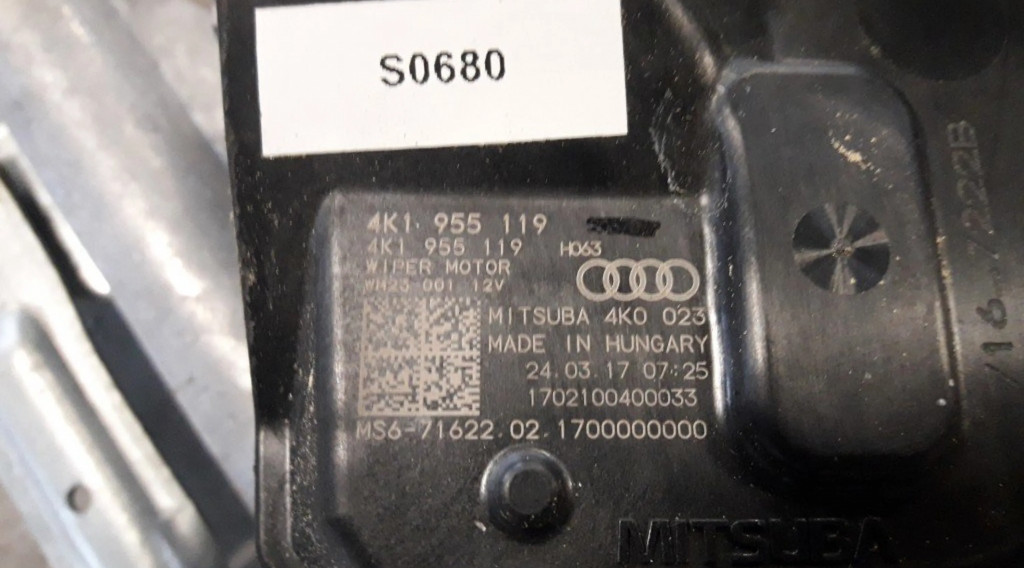 S0680
4K1 955 119
4K1 955 119 H063
WIPER MOTOR
WH23 001 12V
MITSUBA 4K0 023
MADE IN HUNGARY
24.03.17 07:25
1702100400033
MS6-71622.02.1700000000
MITSUBA